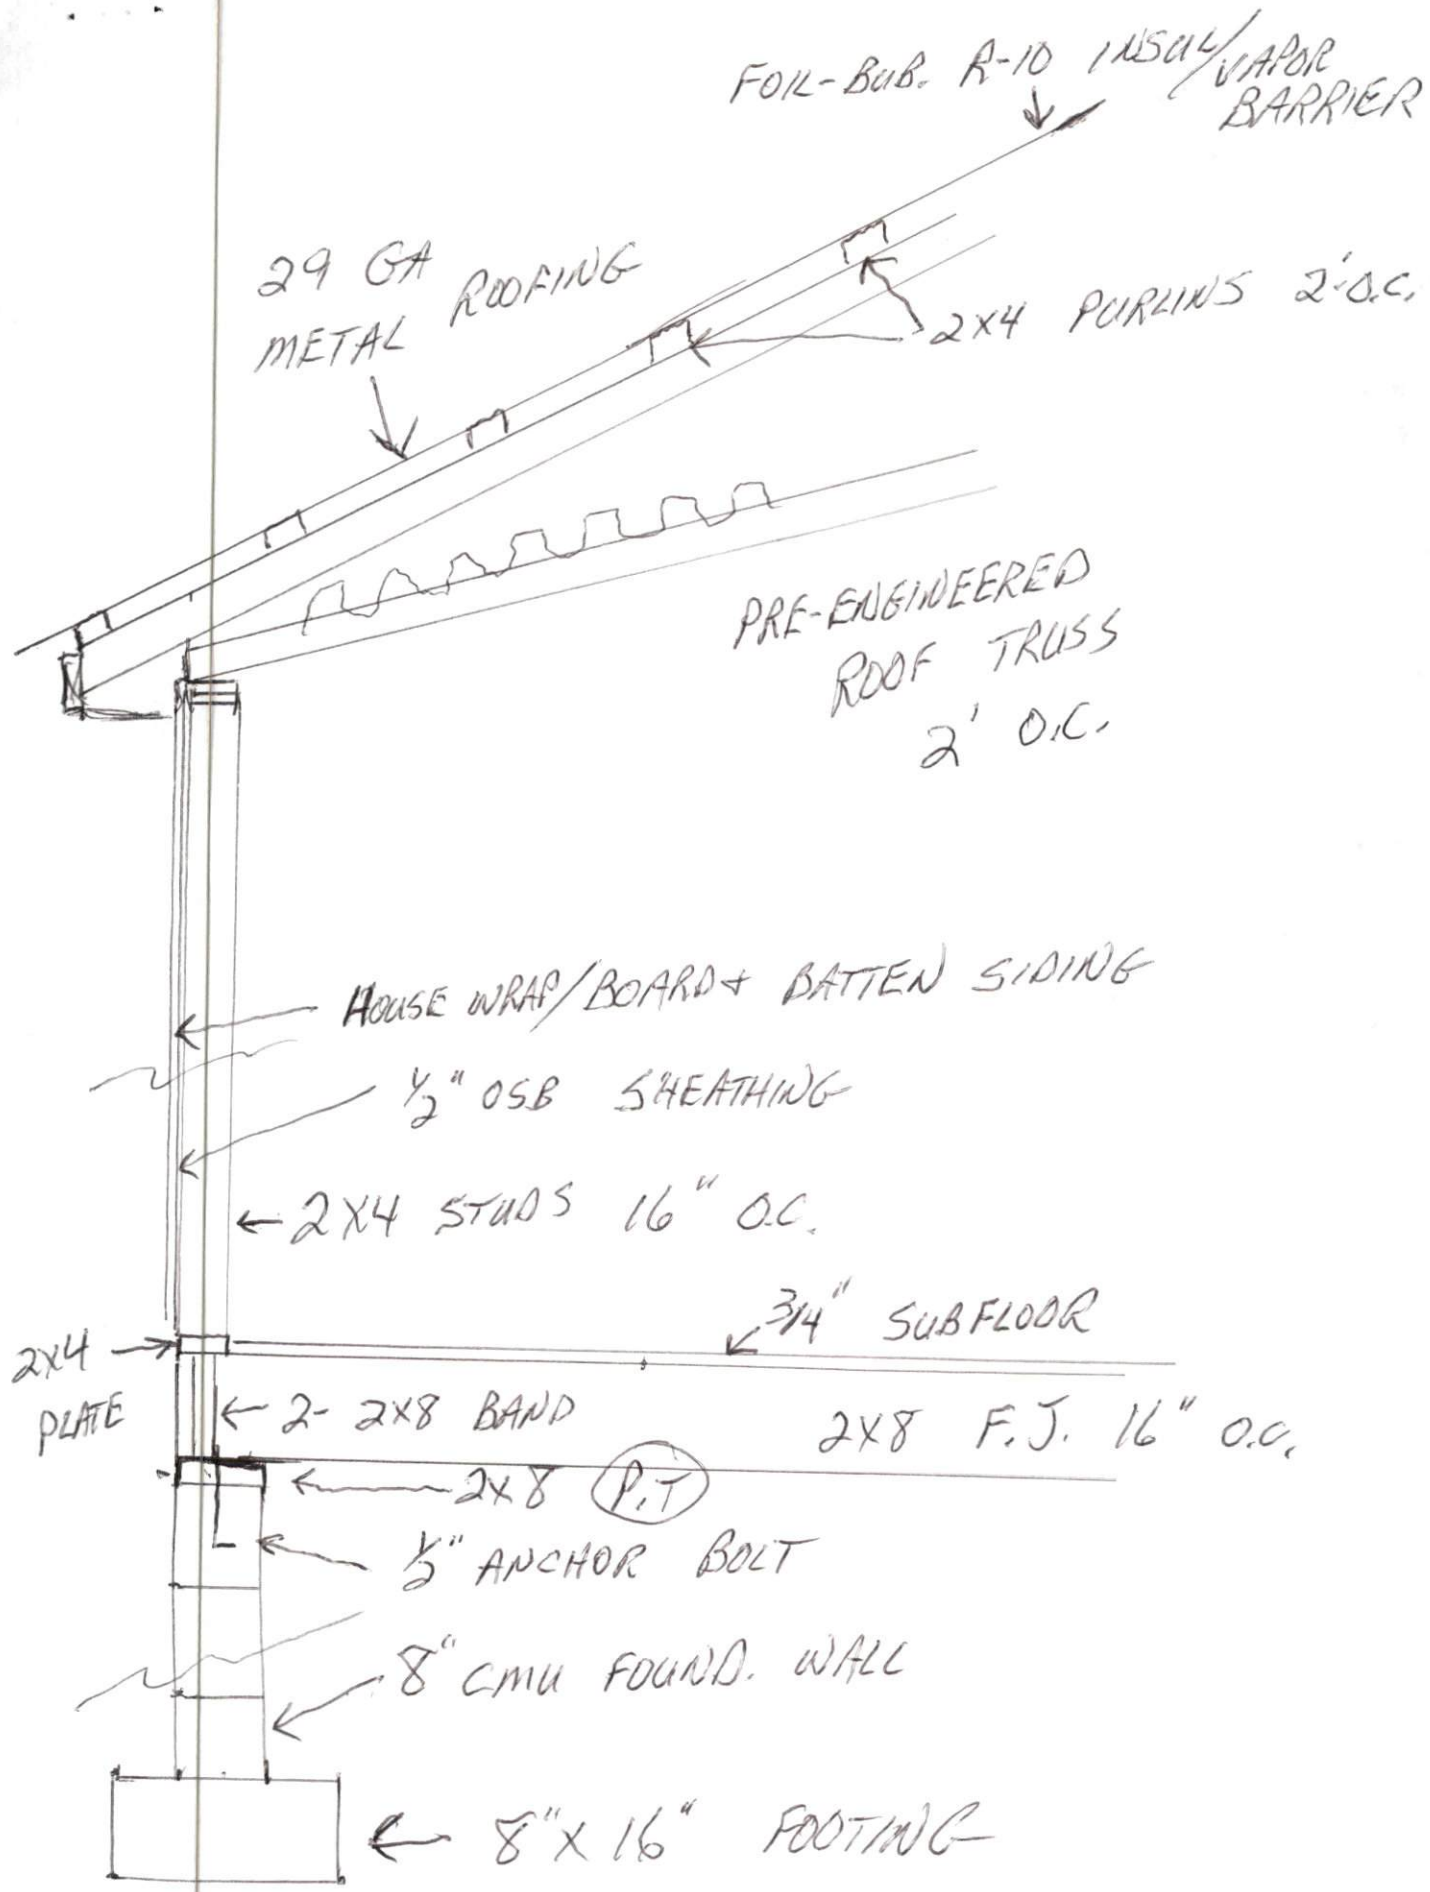 FOIL-BUB. R-10 INSUL/VAPOR
BARRIER
29 GA
METAL ROOFING
2X4 PURLINS 2' O.C.
PRE-ENGINEERED
ROOF TRUSS
2' O.C.
HOUSE WRAP/BOARD + BATTEN SIDING
1/2" OSB SHEATHING
2X4 STUDS 16" O.C.
3/4" SUBFLOOR
2X4
PLATE
2- 2X8 BAND
2X8 F.J. 16" O.C.
2X8 P.T
1/2" ANCHOR BOLT
8" CMU FOUND. WALL
8" X 16" FOOTING